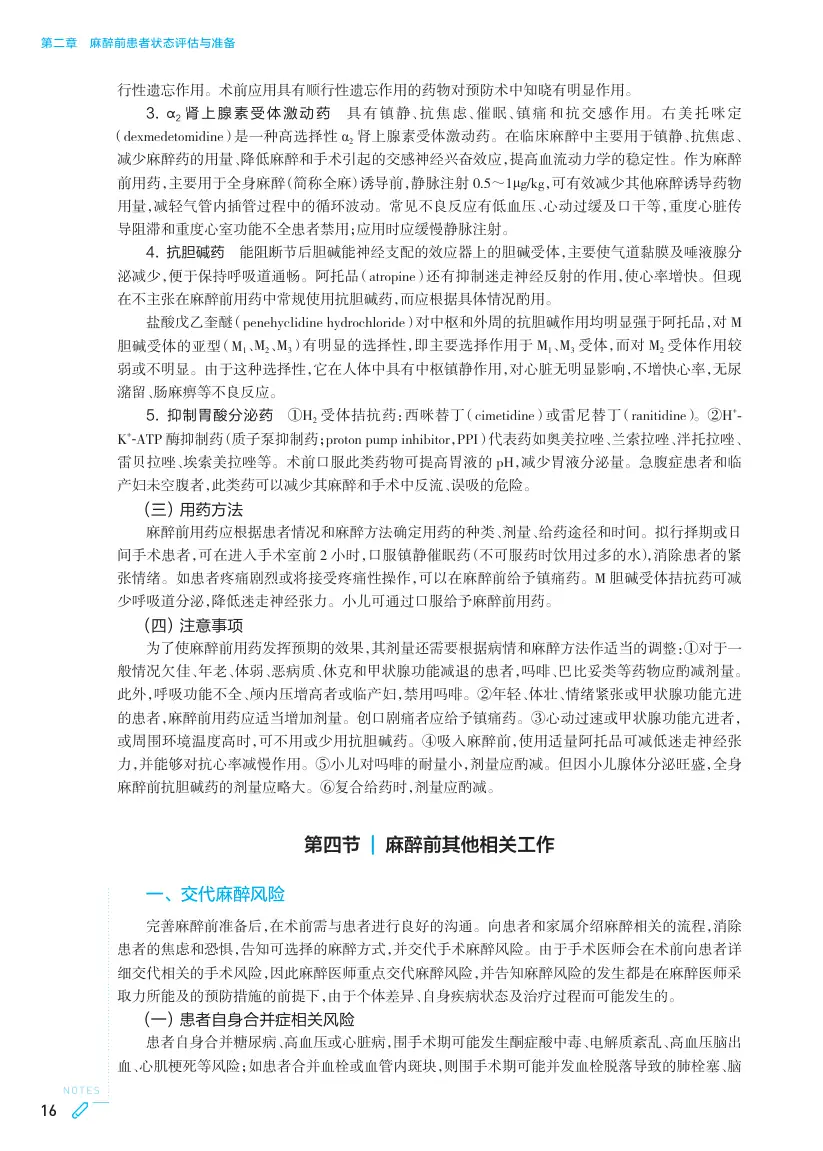 第二章 麻醉前患者状态评估与准备
行性遗忘作用。术前应用具有顺行性遗忘作用的药物对预防术中知晓有明显作用。
3. α₂ 肾上腺素受体激动药 具有镇静、抗焦虑、催眠、镇痛和抗交感作用。右美托咪定
（dexmedetomidine）是一种高选择性 α₂ 肾上腺素受体激动药。在临床麻醉中主要用于镇静、抗焦虑、
减少麻醉药的用量、降低麻醉和手术引起的交感神经兴奋效应，提高血流动力学的稳定性。作为麻醉
前用药，主要用于全身麻醉（简称全麻）诱导前，静脉注射 0.5～1μg/kg，可有效减少其他麻醉诱导药物
用量，减轻气管内插管过程中的循环波动。常见不良反应有低血压、心动过缓及口干等，重度心脏传
导阻滞和重度心室功能不全患者禁用；应用时应缓慢静脉注射。
4. 抗胆碱药 能阻断节后胆碱能神经支配的效应器上的胆碱受体，主要使气道黏膜及唾液腺分
泌减少，便于保持呼吸道通畅。阿托品（atropine）还有抑制迷走神经反射的作用，使心率增快。但现
在不主张在麻醉前用药中常规使用抗胆碱药，而应根据具体情况酌用。
盐酸戊乙奎醚（penehyclidine hydrochloride）对中枢和外周的抗胆碱作用均明显强于阿托品，对 M
胆碱受体的亚型（M₁、M₂、M₃）有明显的选择性，即主要选择作用于 M₁、M₃ 受体，而对 M₂ 受体作用较
弱或不明显。由于这种选择性，它在人体中具有中枢镇静作用，对心脏无明显影响，不增快心率，无尿
潴留、肠麻痹等不良反应。
5. 抑制胃酸分泌药 ①H₂ 受体拮抗药：西咪替丁（cimetidine）或雷尼替丁（ranitidine）。②H⁺-
K⁺-ATP 酶抑制药（质子泵抑制药；proton pump inhibitor，PPI）代表药如奥美拉唑、兰索拉唑、泮托拉唑、
雷贝拉唑、埃索美拉唑等。术前口服此类药物可提高胃液的 pH，减少胃液分泌量。急腹症患者和临
产妇未空腹者，此类药可以减少其麻醉和手术中反流、误吸的危险。
（三）用药方法
麻醉前用药应根据患者情况和麻醉方法确定用药的种类、剂量、给药途径和时间。拟行择期或日
间手术患者，可在进入手术室前 2 小时，口服镇静催眠药（不可服药时饮用过多的水），消除患者的紧
张情绪。如患者疼痛剧烈或将接受疼痛性操作，可以在麻醉前给予镇痛药。M 胆碱受体拮抗药可减
少呼吸道分泌，降低迷走神经张力。小儿可通过口服给予麻醉前用药。
（四）注意事项
为了使麻醉前用药发挥预期的效果，其剂量还需要根据病情和麻醉方法作适当的调整：①对于一
般情况欠佳、年老、体弱、恶病质、休克和甲状腺功能减退的患者，吗啡、巴比妥类等药物应酌减剂量。
此外，呼吸功能不全、颅内压增高者或临产妇，禁用吗啡。②年轻、体壮、情绪紧张或甲状腺功能亢进
的患者，麻醉前用药应适当增加剂量。创口剧痛者应给予镇痛药。③心动过速或甲状腺功能亢进者，
或周围环境温度高时，可不用或少用抗胆碱药。④吸入麻醉前，使用适量阿托品可减低迷走神经张
力，并能够对抗心率减慢作用。⑤小儿对吗啡的耐量小，剂量应酌减。但因小儿腺体分泌旺盛，全身
麻醉前抗胆碱药的剂量应略大。⑥复合给药时，剂量应酌减。
第四节 | 麻醉前其他相关工作
一、交代麻醉风险
完善麻醉前准备后，在术前需与患者进行良好的沟通。向患者和家属介绍麻醉相关的流程，消除
患者的焦虑和恐惧，告知可选择的麻醉方式，并交代手术麻醉风险。由于手术医师会在术前向患者详
细交代相关的手术风险，因此麻醉医师重点交代麻醉风险，并告知麻醉风险的发生都是在麻醉医师采
取力所能及的预防措施的前提下，由于个体差异、自身疾病状态及治疗过程而可能发生的。
（一）患者自身合并症相关风险
患者自身合并糖尿病、高血压或心脏病，围手术期可能发生酮症酸中毒、电解质紊乱、高血压脑出
血、心肌梗死等风险；如患者合并血栓或血管内斑块，则围手术期可能并发血栓脱落导致的肺栓塞、脑
NOTES
16